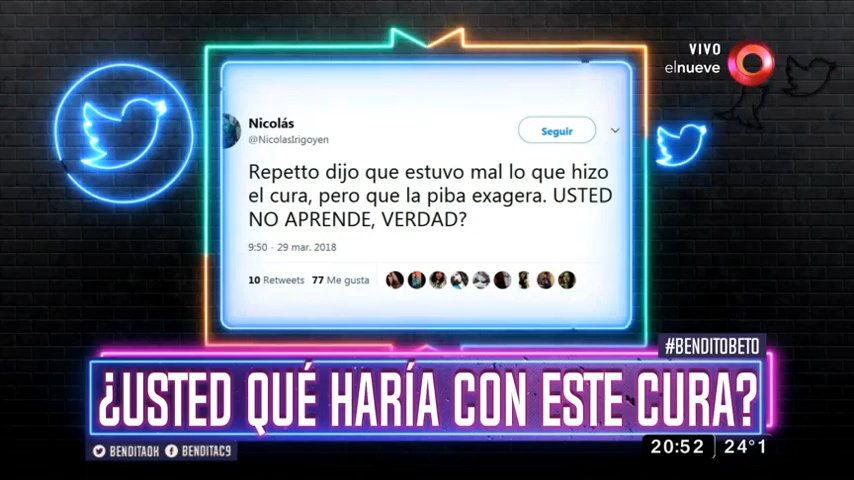 VIVO
elnueve
Nicolás
@NicolasIrigoyen
Seguir
Repetto dijo que estuvo mal lo que hizo
el cura, pero que la piba exagera. USTED
NO APRENDE, VERDAD?
9:50 - 29 mar. 2018
10 Retweets 77 Me gusta
#BENDITOBETO
¿USTED QUÉ HARÍA CON ESTE CURA?
BENDITAOK BENDITAC9
20:52 24°1